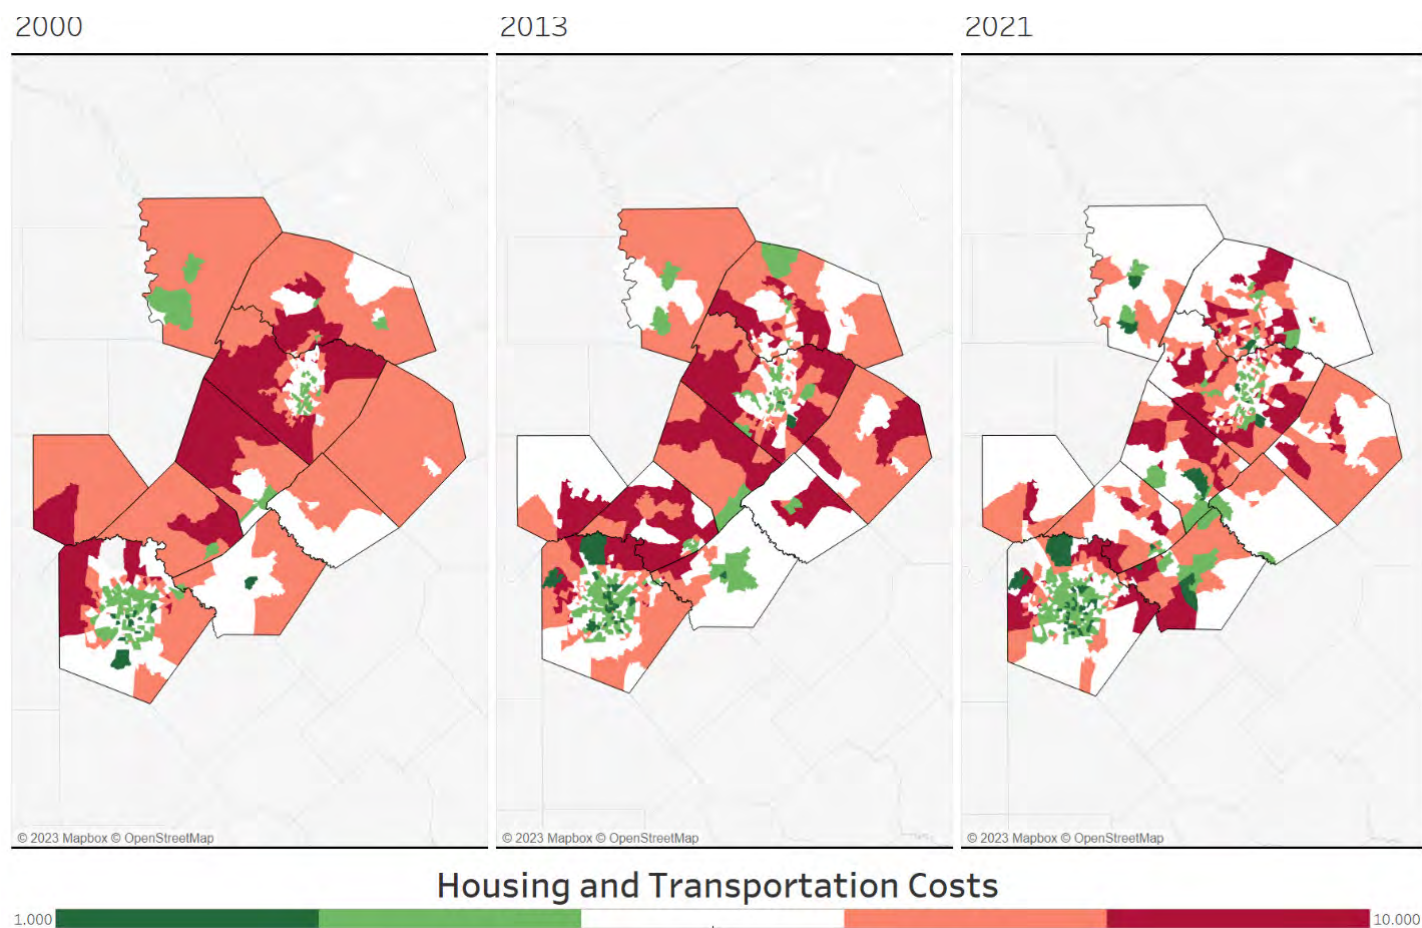 2000
2013
2021
© 2023 Mapbox © OpenStreetMap
© 2023 Mapbox © OpenStreetMap
© 2023 Mapbox © OpenStreetMap
Housing and Transportation Costs
1.000
10.000